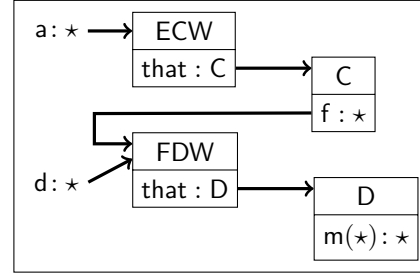 a: ⋆
ECW
that : C
C
f : ⋆
FDW
d: ⋆
that : D
D
m(⋆): ⋆